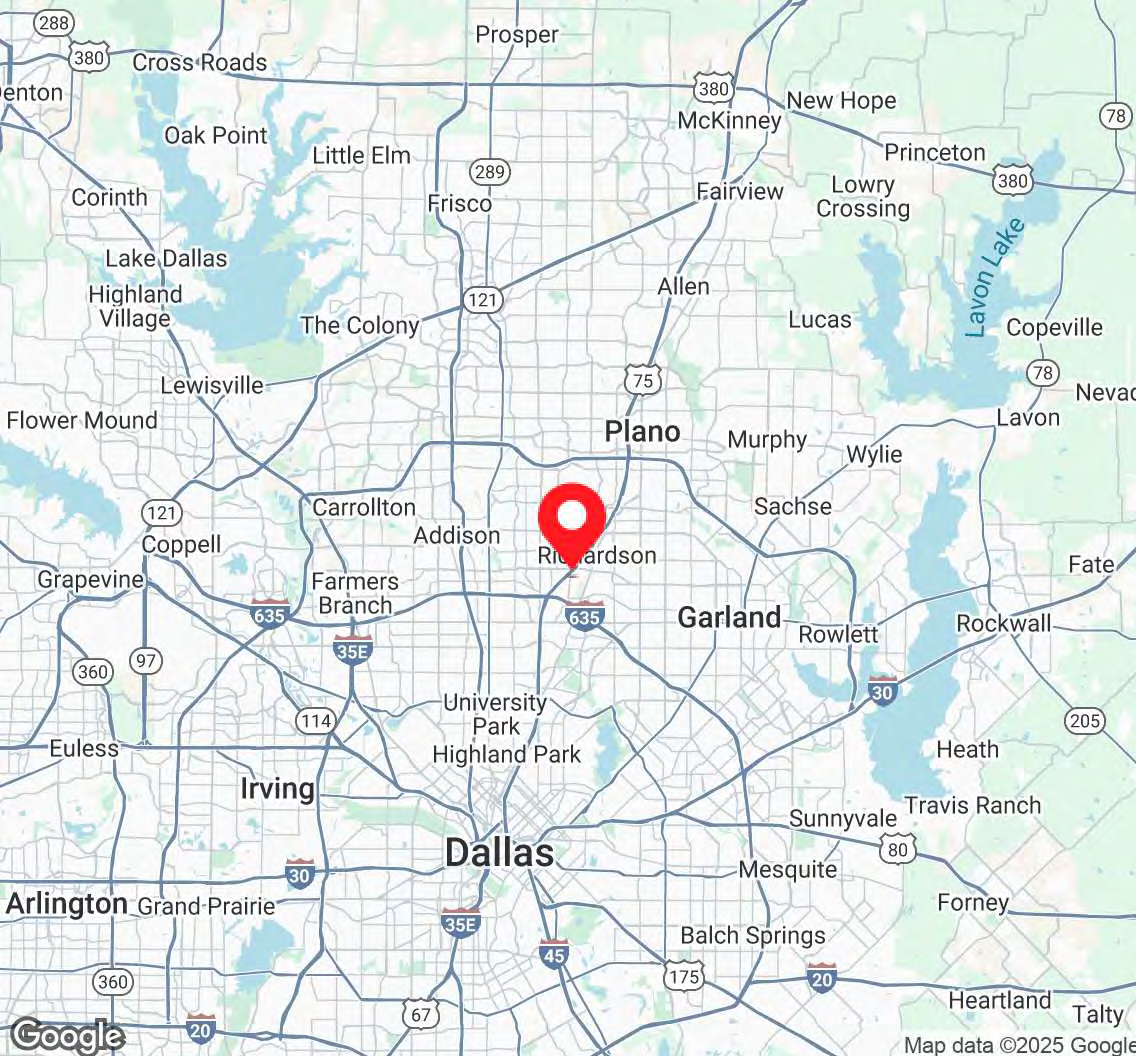 288
Prosper
380
Cross Roads
Denton
380
New Hope
78
McKinney
Oak Point
Little Elm
Princeton
289
380
Corinth
Frisco
Fairview
Lowry
Crossing
Lake Dallas
Lavon Lake
Highland
Village
121
Allen
The Colony
Lucas
Copeville
Lewisville
75
78
Nevac
Flower Mound
Plano
Murphy
Lavon
Wylie
121
Carrollton
Addison
Sachse
Coppell
Richardson
Fate
Grapevine
Farmers
Branch
635
635
Garland
Rowlett
Rockwall
35E
97
360
30
University
Park
114
205
Euless
Highland Park
Heath
Irving
Travis Ranch
Sunnyvale
Dallas
80
30
Mesquite
Arlington
Grand Prairie
Forney
35E
Balch Springs
45
360
175
20
Heartland
67
Talty
20
Google
Map data ©2025 Google